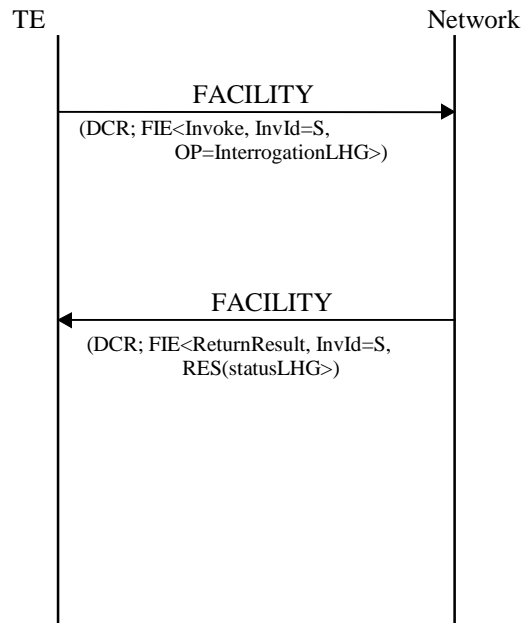 TE Network
FACILITY
(DCR; FIE<Invoke, InvId=S,
OP=InterrogationLHG>)
FACILITY
(DCR; FIE<ReturnResult, InvId=S,
RES(statusLHG>)